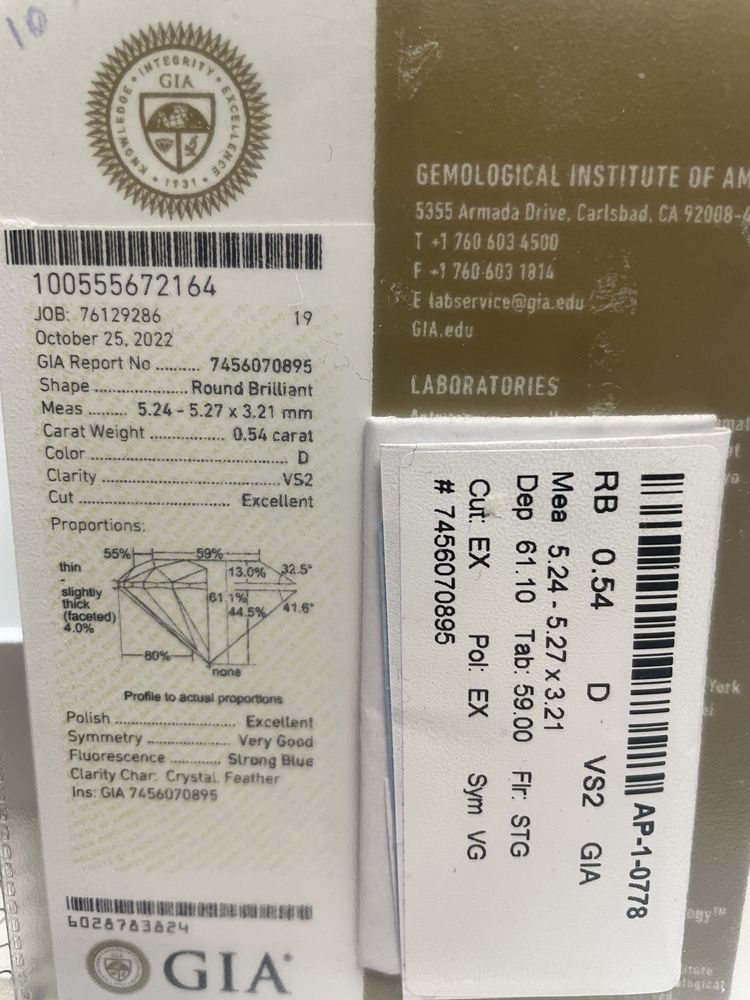 10
KNOWLEDGE • INTEGRITY • EXCELLENCE
GIA
• 1931 •
GEMOLOGICAL INSTITUTE OF AM
5355 Armada Drive, Carlsbad, CA 92008-4
T +1 760 603 4500
F +1 760 603 1814
E labservice@gia.edu
GIA.edu
LABORATORIES
100555672164
JOB: 76129286 19
October 25, 2022
GIA Report No .......... 7456070895
Shape .................. Round Brilliant
Meas ......... 5.24 - 5.27 x 3.21 mm
Carat Weight ................. 0.54 carat
Color .......................................... D
Clarity ..................................... VS2
Cut .................................. Excellent
Proportions:
55% 59%
thin
-
slightly
thick
(faceted)
4.0%
13.0% 32.5°
61.1%
44.5% 41.6°
80%
none
Profile to actual proportions
Polish .......................... Excellent
Symmetry .................. Very Good
Fluorescence ........... Strong Blue
Clarity Char: Crystal, Feather
Ins: GIA 7456070895
6028783824
GIA
AP-1-0778
RB 0.54 D VS2 GIA
Mea 5.24 - 5.27 x 3.21
Dep 61.10 Tab: 59.00 Flr: STG
Cut: EX Pol: EX Sym VG
# 7456070895
York